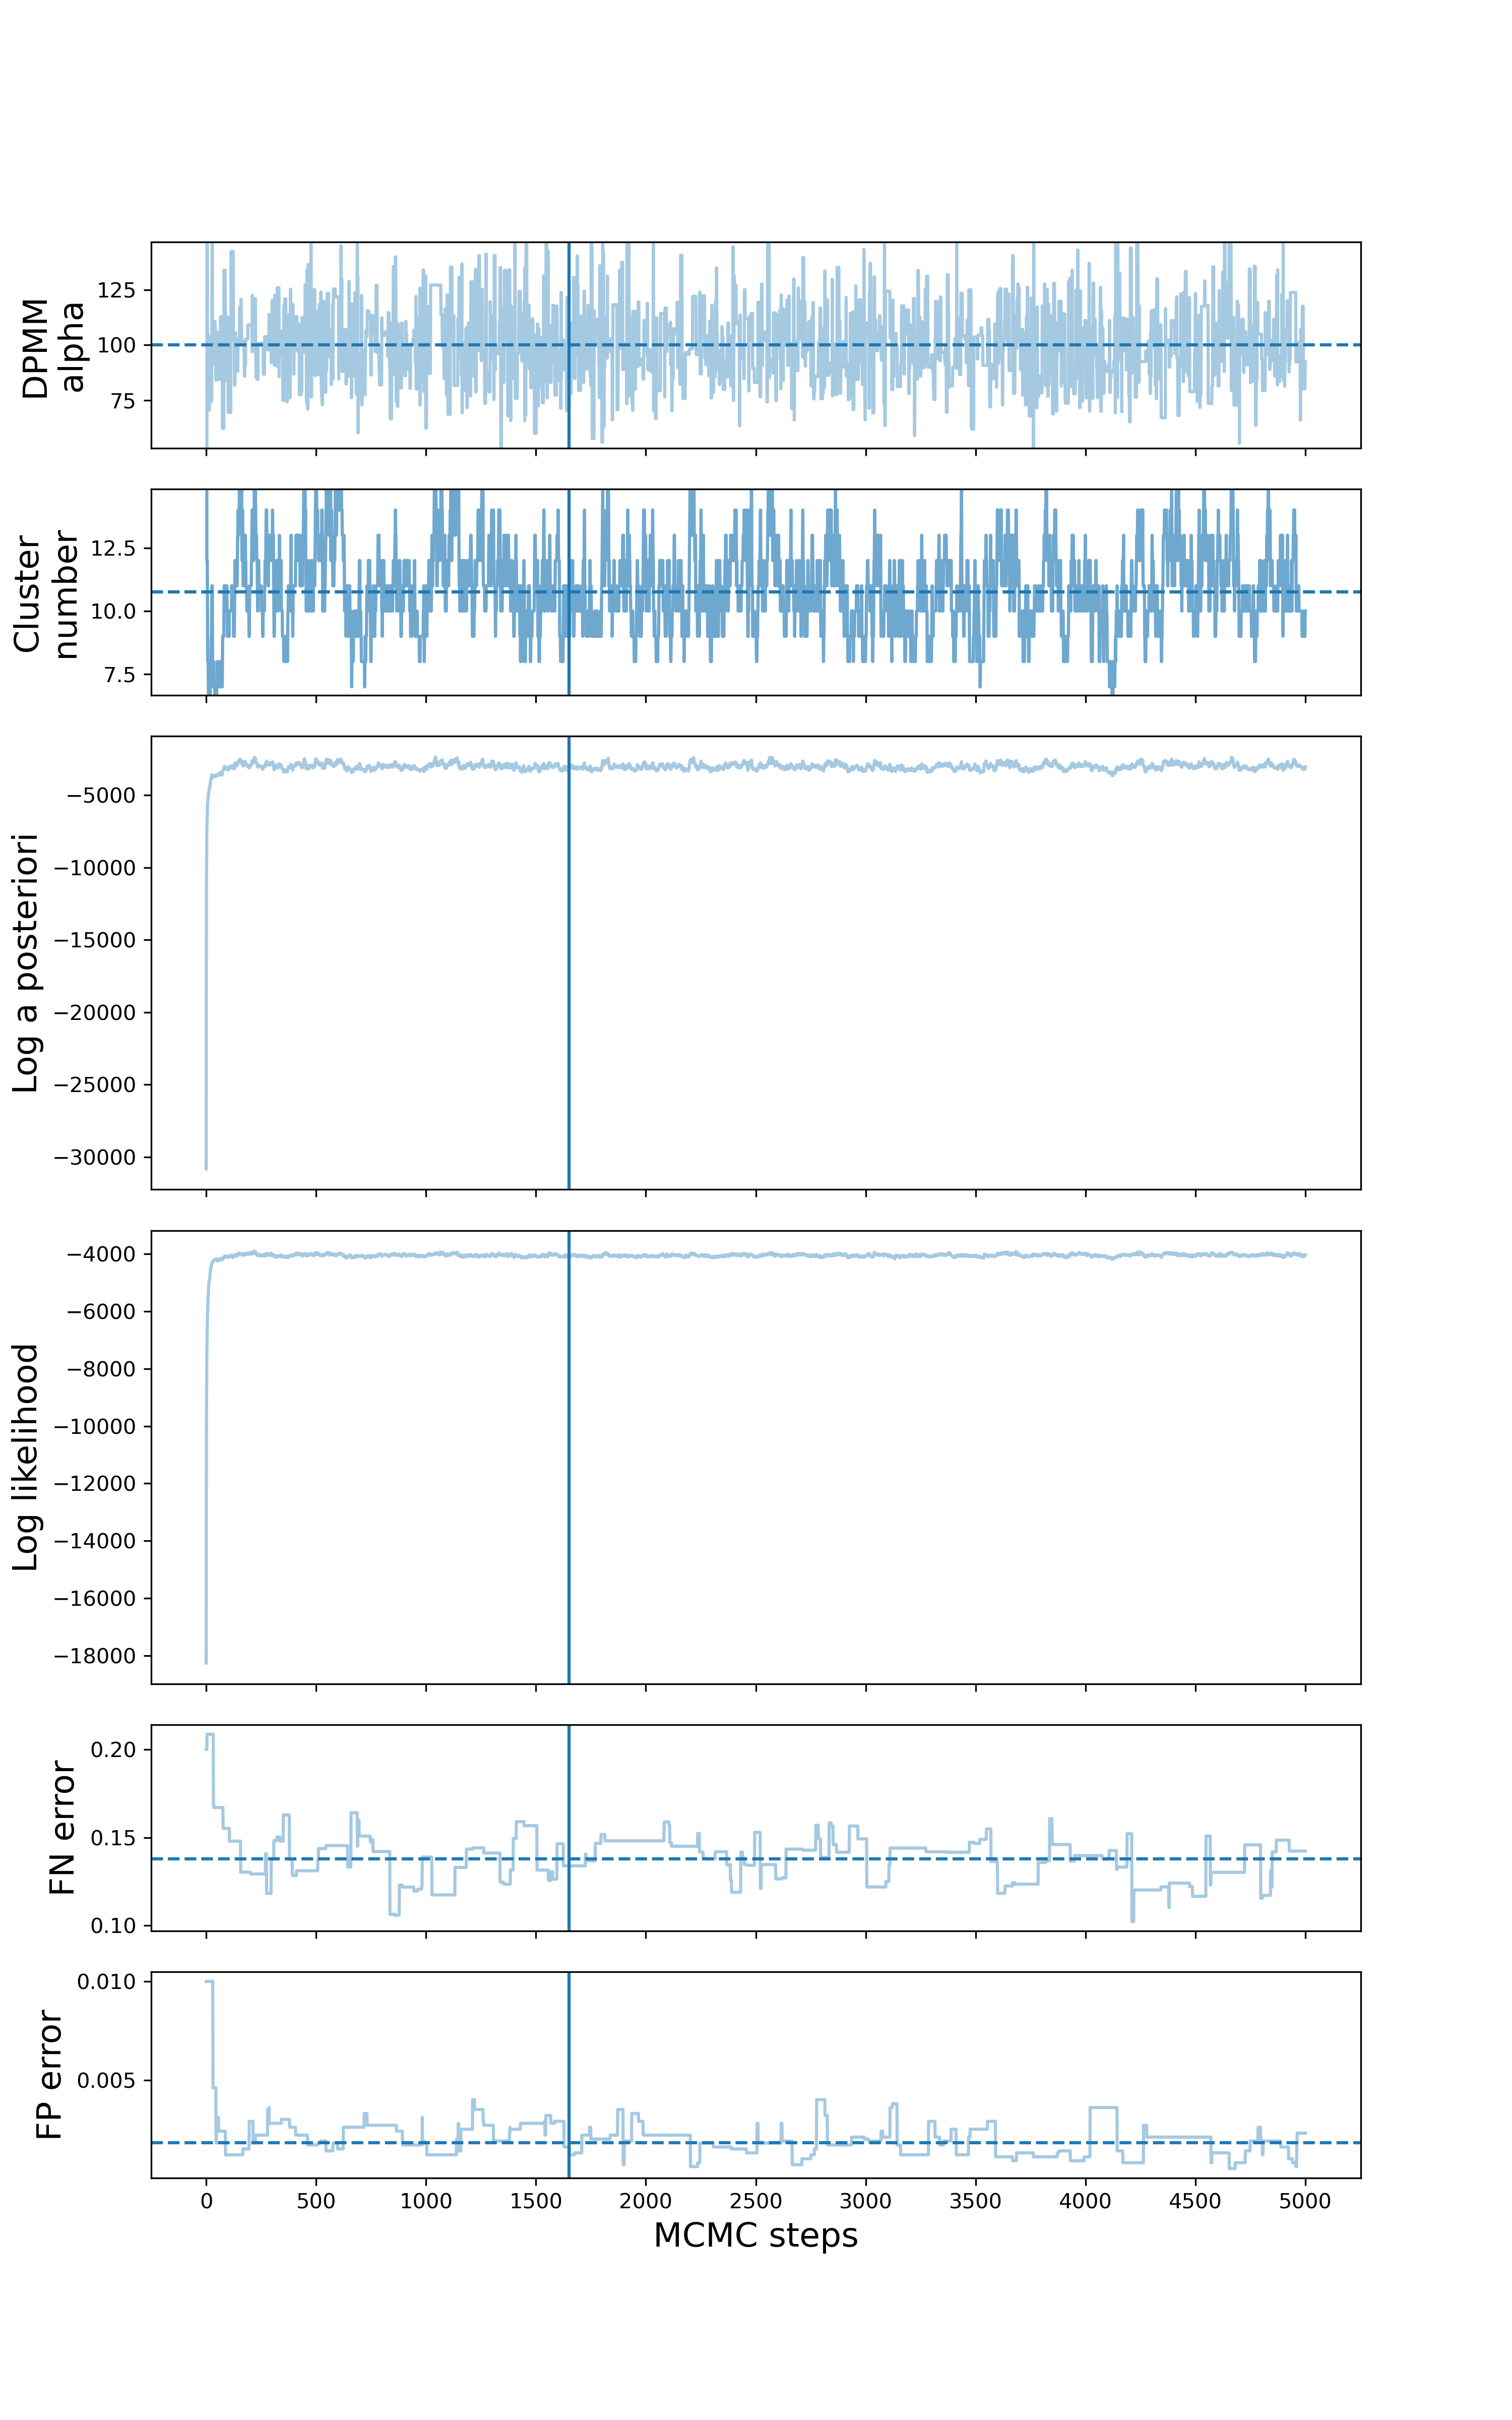 DPMM
alpha
125
100
75
Cluster
number
12.5
10.0
7.5
Log a posteriori
−5000
−10000
−15000
−20000
−25000
−30000
Log likelihood
−4000
−6000
−8000
−10000
−12000
−14000
−16000
−18000
FN error
0.20
0.15
0.10
FP error
0.010
0.005
0 500 1000 1500 2000 2500 3000 3500 4000 4500 5000
MCMC steps